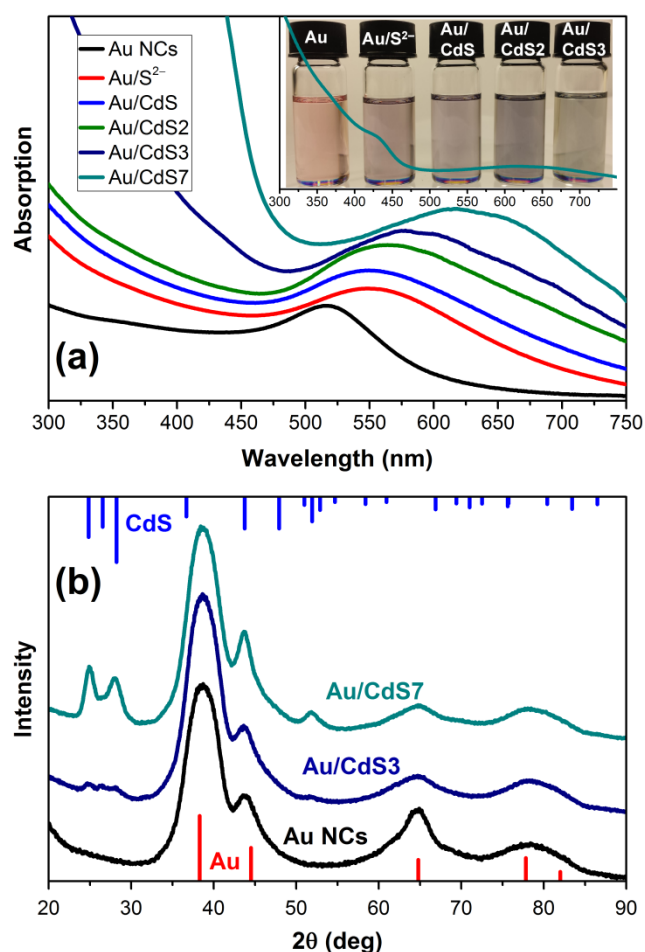 Au NCs
Au/S²⁻
Au/CdS
Au/CdS2
Au/CdS3
Au/CdS7
Au
Au/S²⁻
Au/
CdS
Au/
CdS2
Au/
CdS3
300 350 400 450 500 550 600 650 700
Absorption
(a)
300 350 400 450 500 550 600 650 700 750
Wavelength (nm)
CdS
(b)
Au/CdS7
Au/CdS3
Au NCs
Au
Intensity
20 30 40 50 60 70 80 90
2θ (deg)